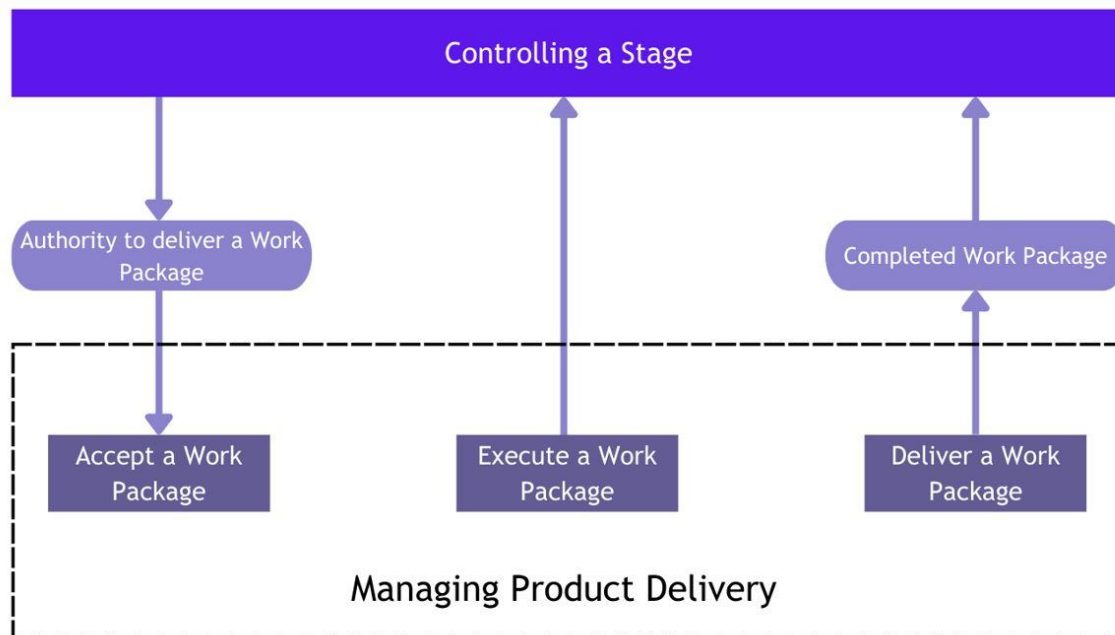 Controlling a Stage
Authority to deliver a Work
Package
Completed Work Package
Accept a Work
Package
Execute a Work
Package
Deliver a Work
Package
Managing Product Delivery